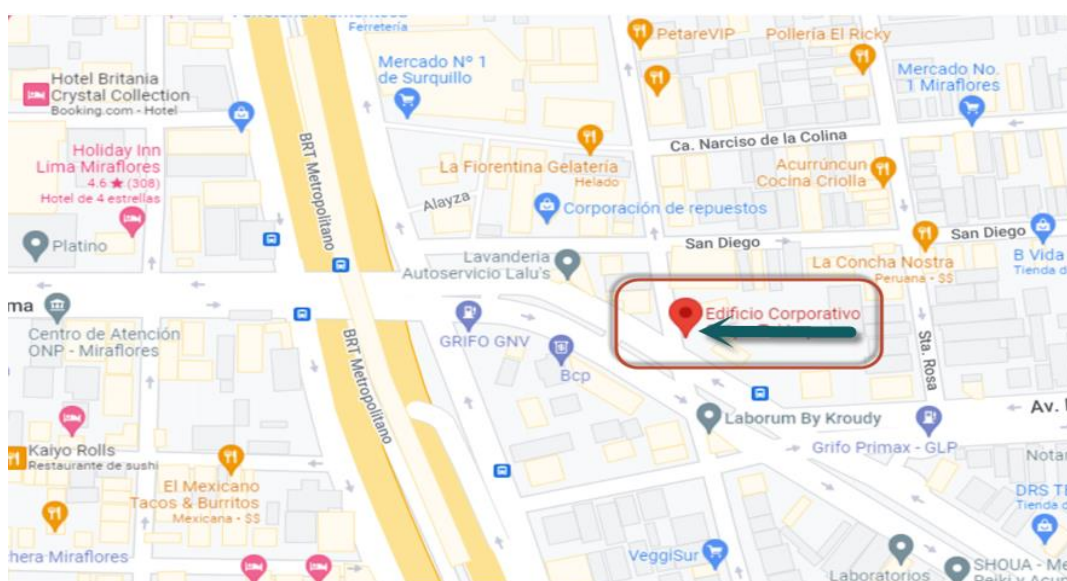 Ferretería
Mercado Nº 1
de Surquillo
PetareVIP
Pollería El Ricky
Mercado No.
1 Miraflores
Hotel Britania
Crystal Collection
Booking.com - Hotel
Holiday Inn
Lima Miraflores
4.6 ★ (308)
Hotel de 4 estrellas
BRT Metropolitano
La Fiorentina Gelatería
Helado
Ca. Narciso de la Colina
Acurrúncun
Cocina Criolla
Alayza
Corporación de repuestos
Platino
San Diego
San Diego
Lavanderia
Autoservicio Lalu's
La Concha Nostra
Peruana - $$
B Vida
Tienda d
ma
Centro de Atención
ONP - Miraflores
GRIFO GNV
Edificio Corporativo
Bcp
BRT Metropolitano
Sta. Rosa
Laborum By Kroudy
Av.
Grifo Primax - GLP
Kaiyo Rolls
Restaurante de sushi
Notar
El Mexicano
Tacos & Burritos
Mexicana - $$
DRS TE
Tienda d
hera Miraflores
VeggiSur
Laboratorios
SHOUA - Me